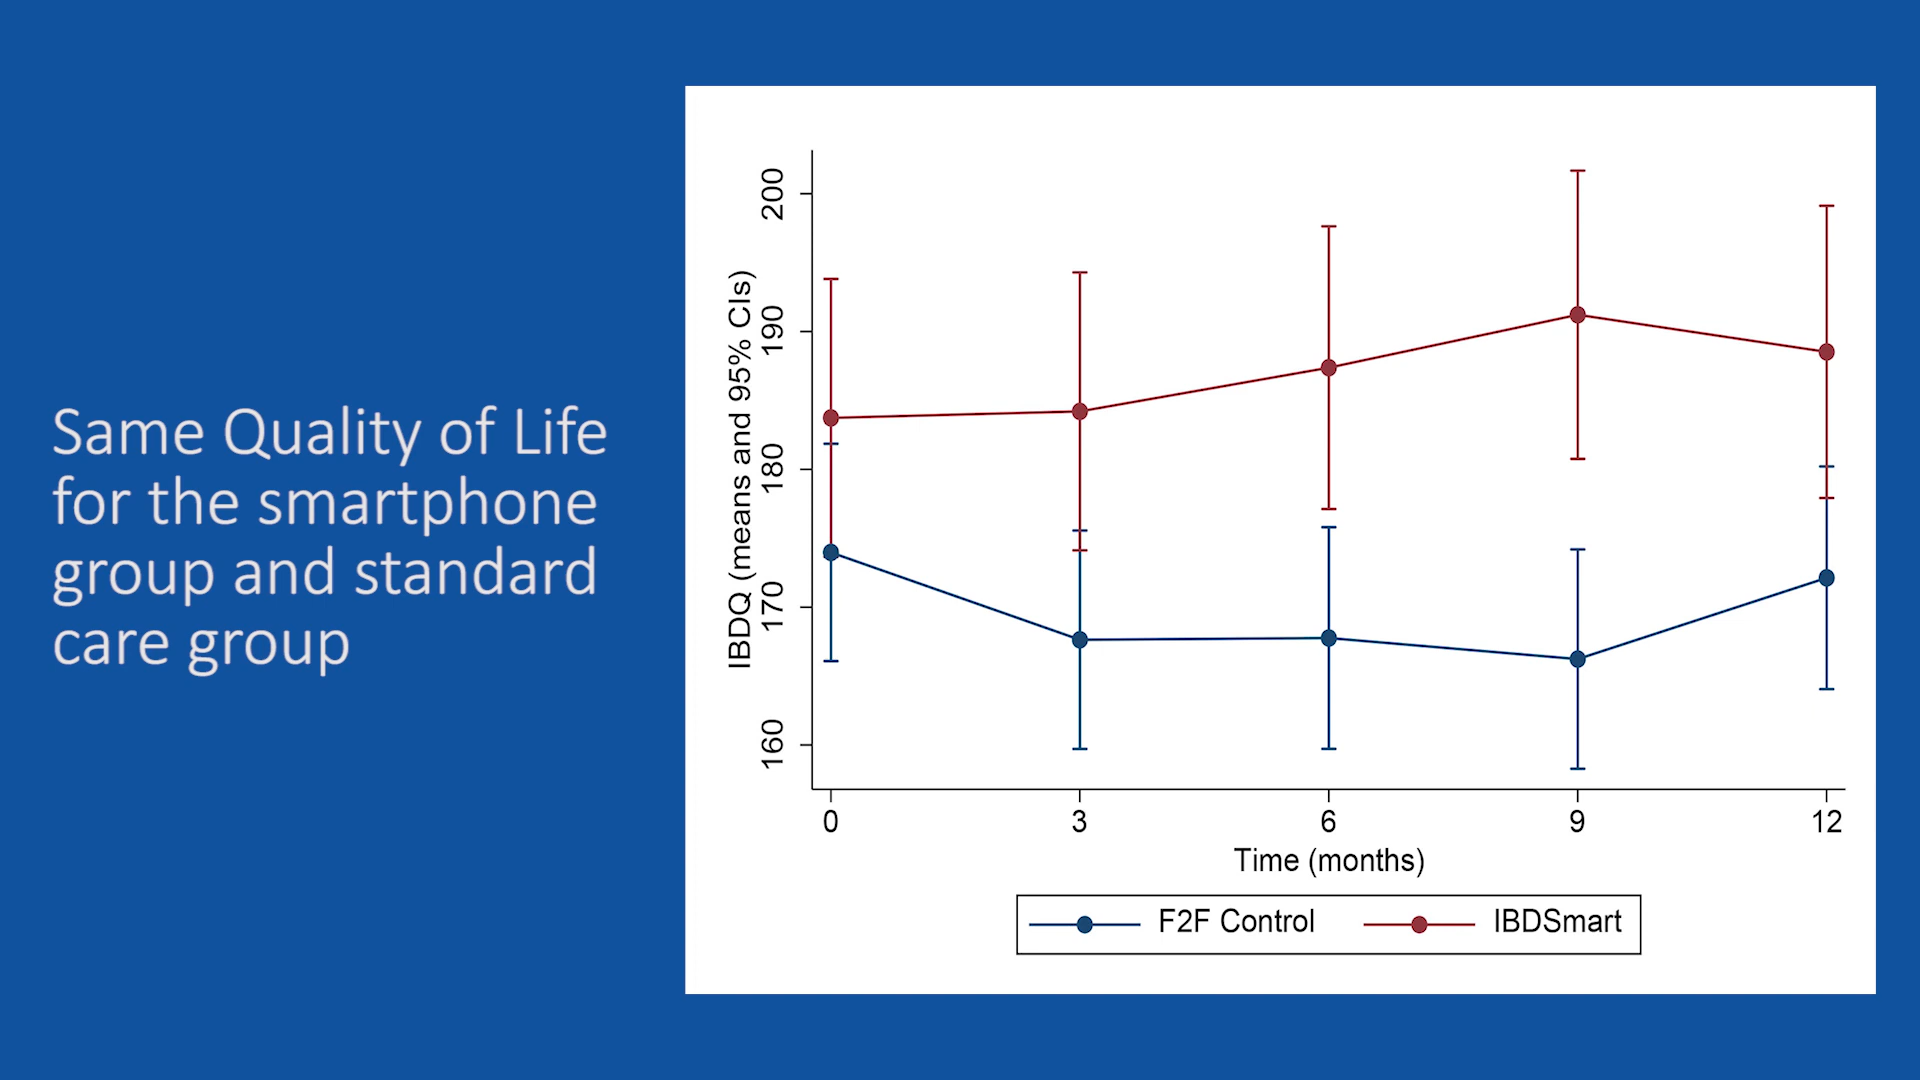 Same Quality of Life
for the smartphone
group and standard
care group
IBDQ (means and 95% CIs)
200
190
180
170
160
0
3
6
9
12
Time (months)
F2F Control
IBDSmart